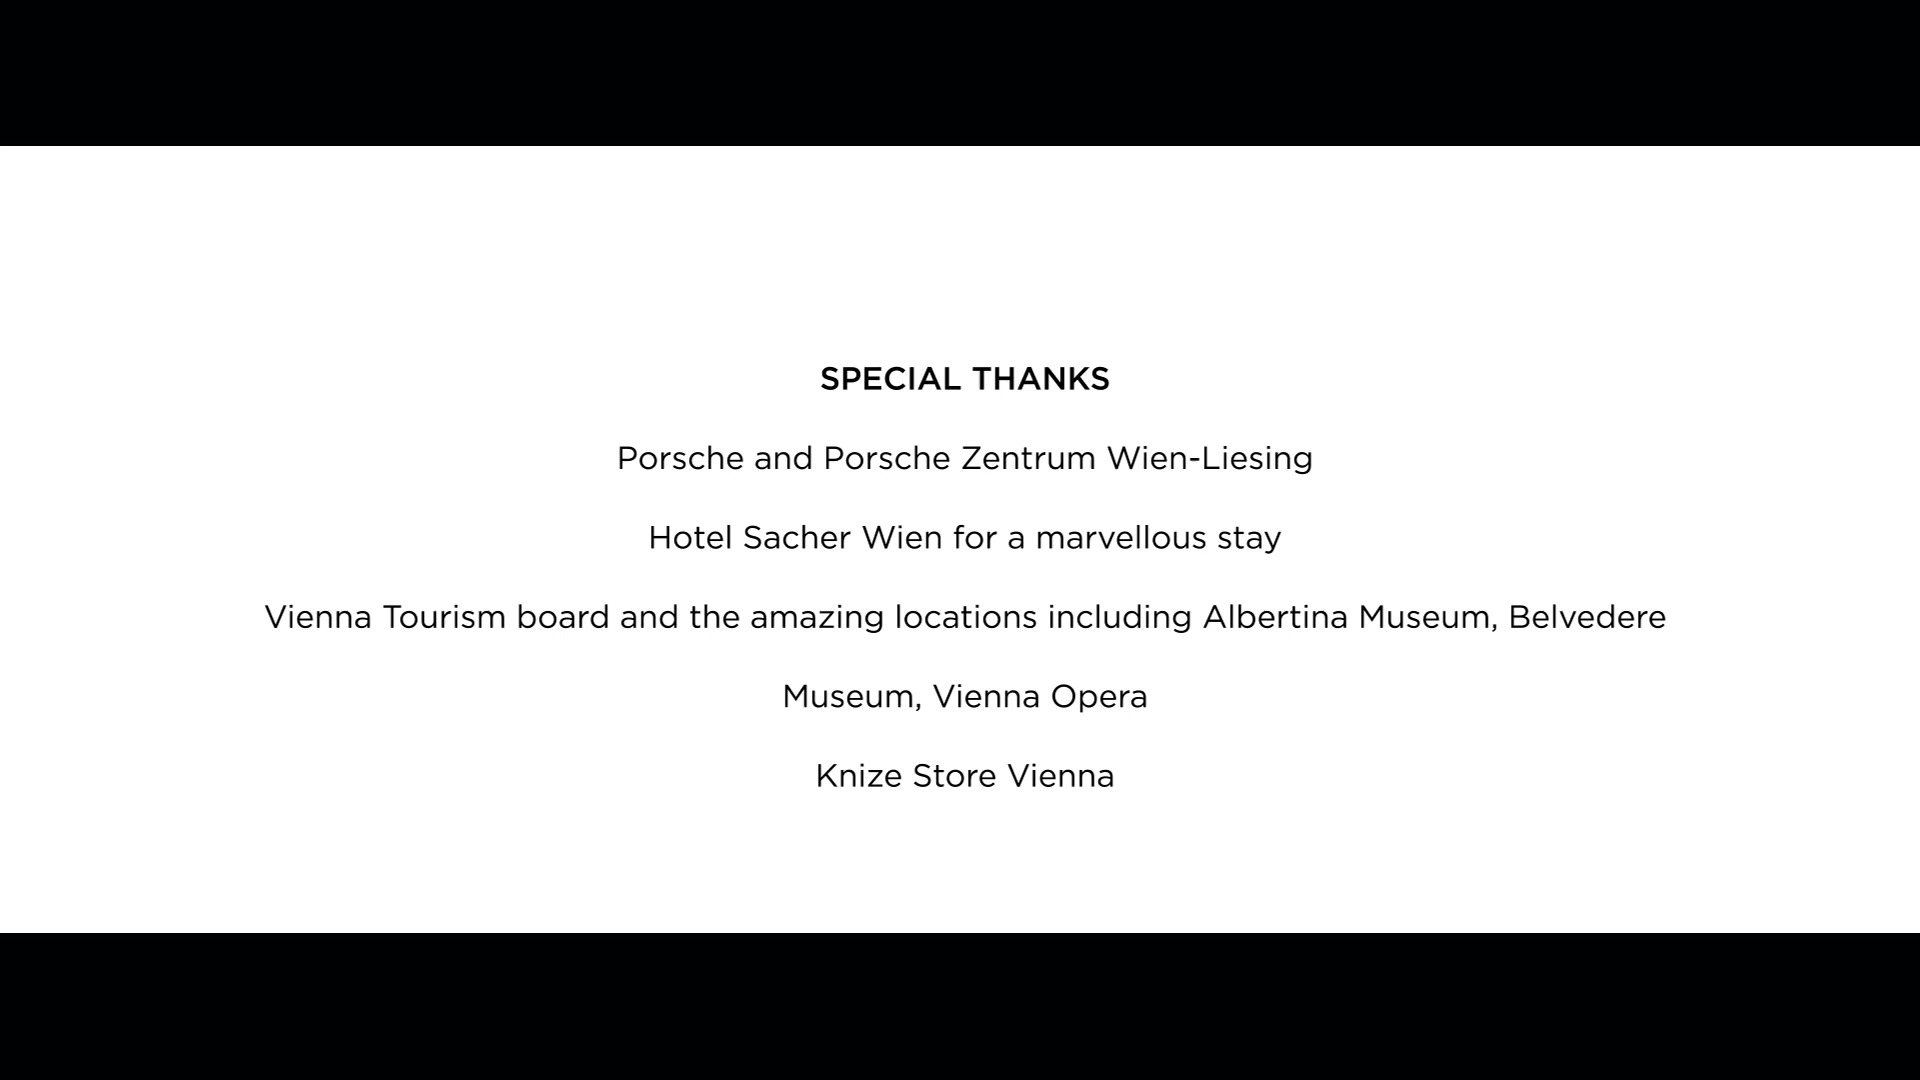 SPECIAL THANKS
Porsche and Porsche Zentrum Wien-Liesing
Hotel Sacher Wien for a marvellous stay
Vienna Tourism board and the amazing locations including Albertina Museum, Belvedere
Museum, Vienna Opera
Knize Store Vienna